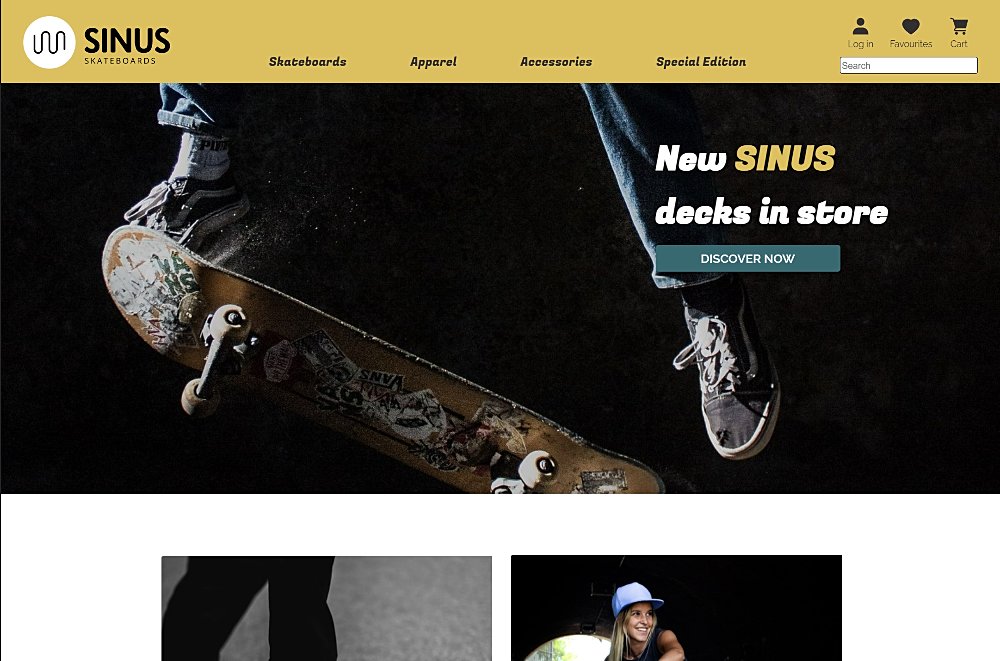 SINUS
SKATEBOARDS
Skateboards
Apparel
Accessories
Special Edition
Log in
Favourites
Cart
Search
New SINUS
decks in store
DISCOVER NOW
VANS